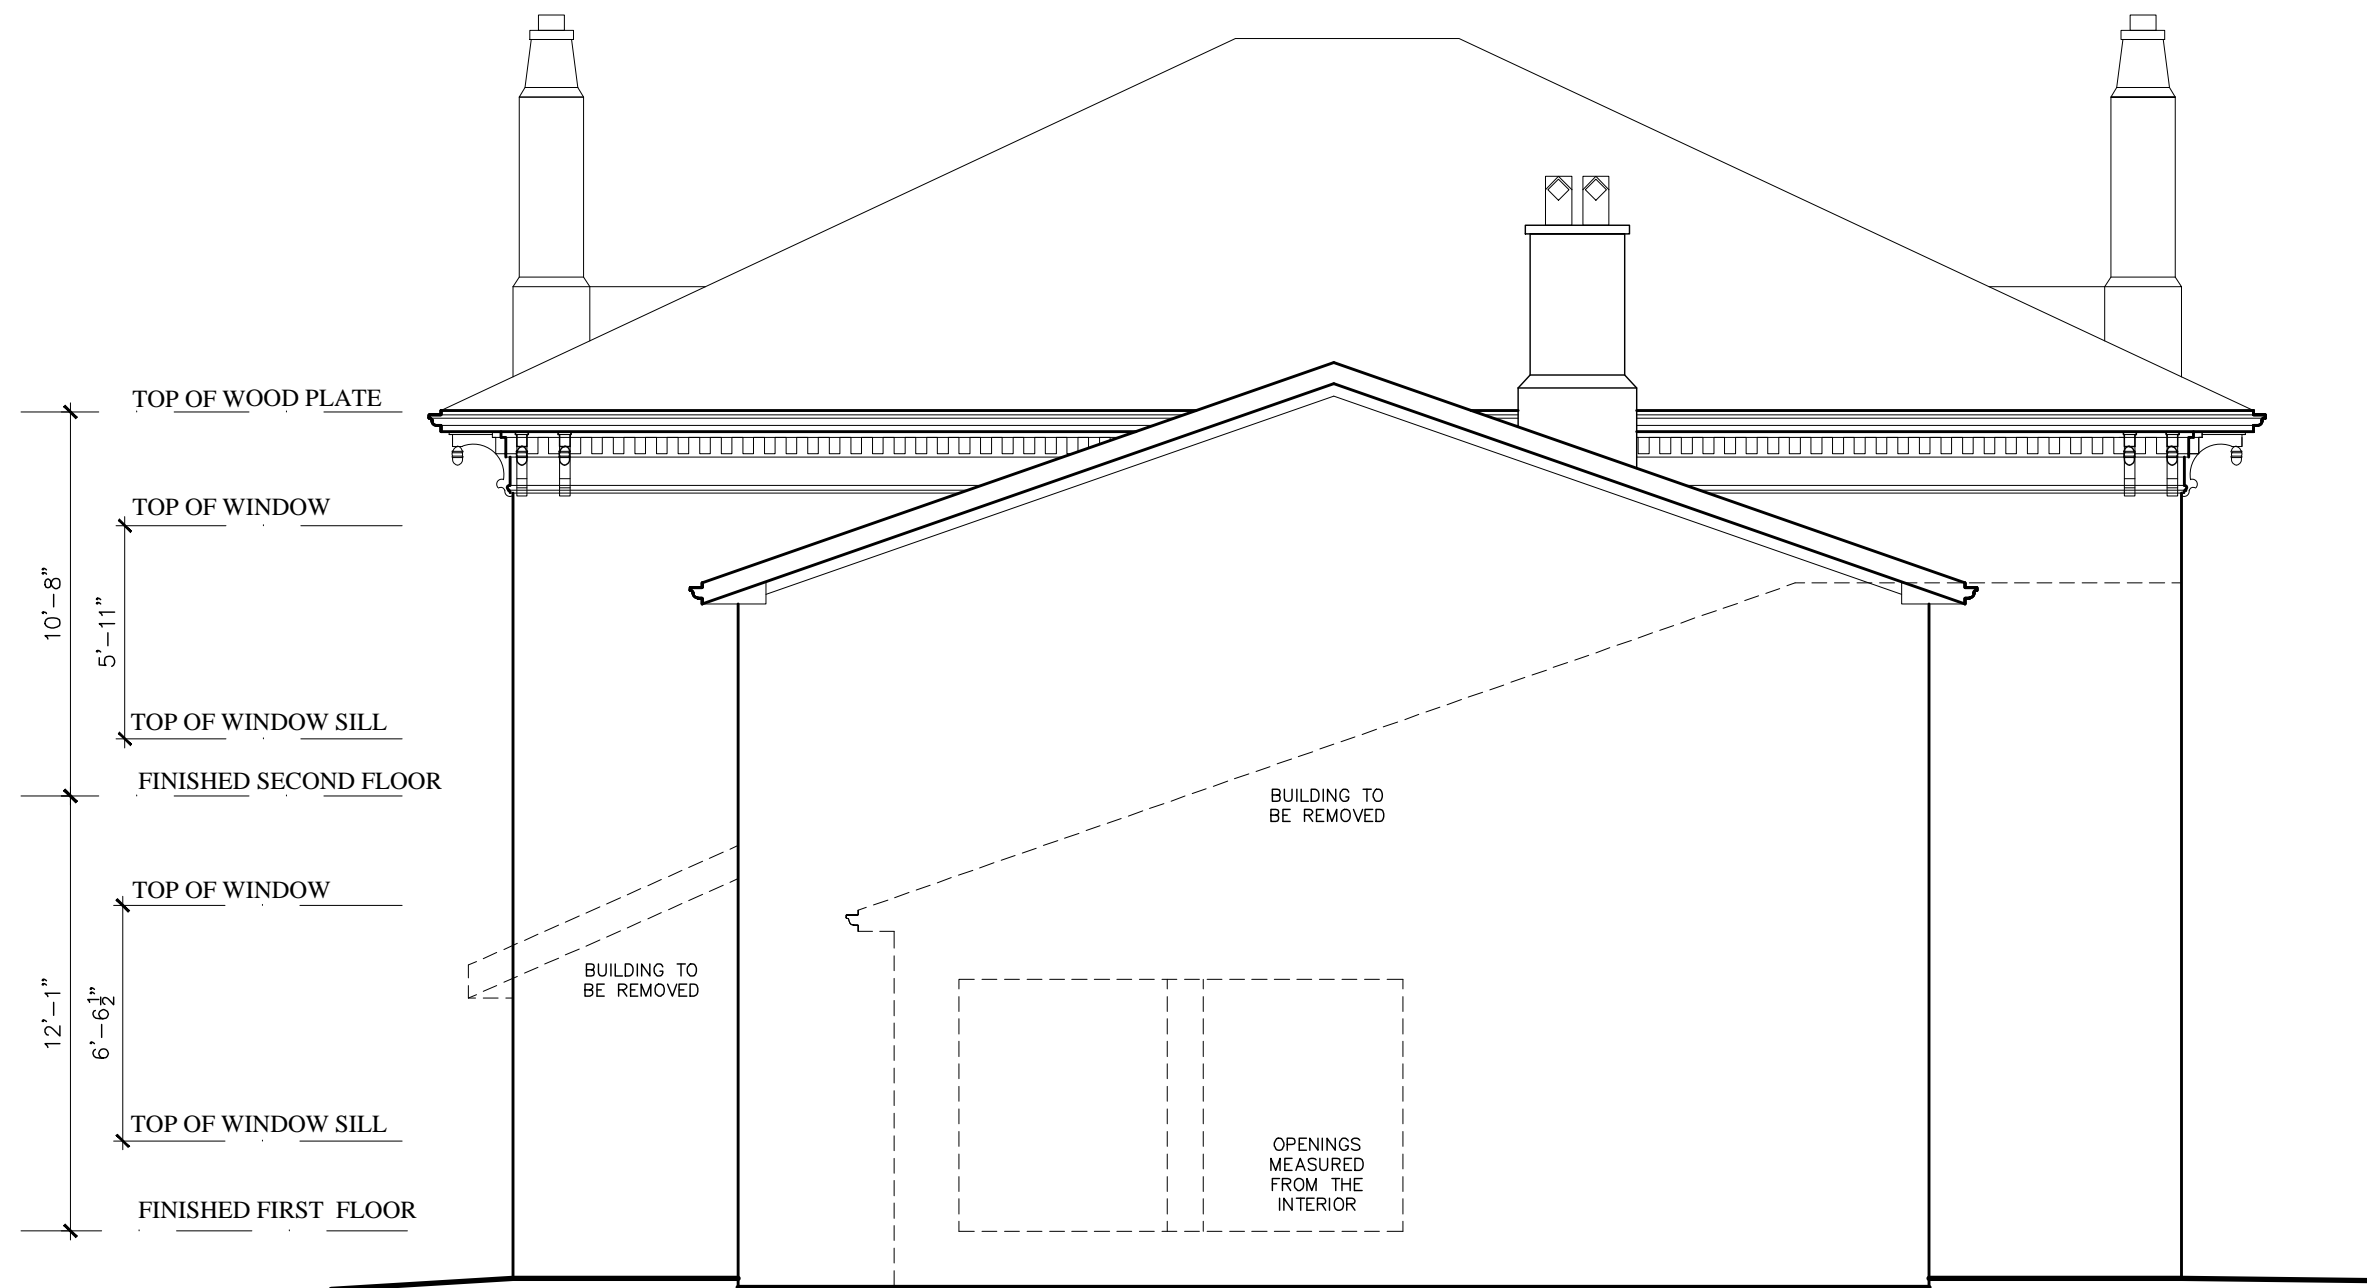 TOP OF WOOD PLATE
TOP OF WINDOW
10'-8"
5'-11"
TOP OF WINDOW SILL
FINISHED SECOND FLOOR
BUILDING TO
BE REMOVED
TOP OF WINDOW
BUILDING TO
BE REMOVED
12'-1"
6'-6½"
TOP OF WINDOW SILL
OPENINGS
MEASURED
FROM THE
INTERIOR
FINISHED FIRST FLOOR